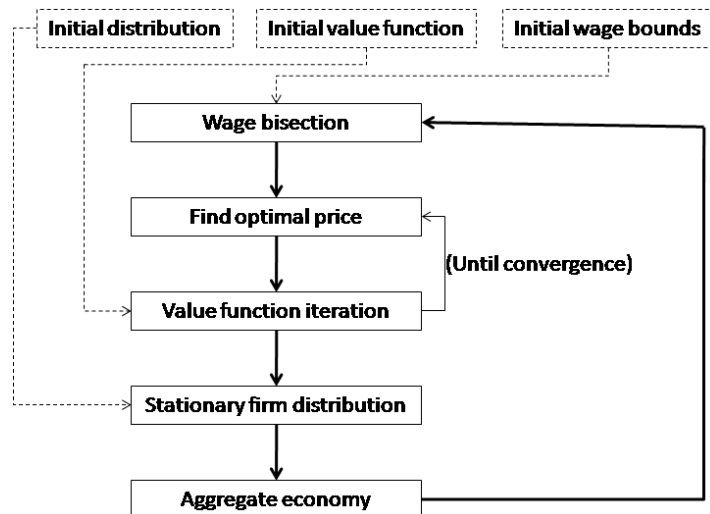 Initial distribution
Initial value function
Initial wage bounds
Wage bisection
Find optimal price
(Until convergence)
Value function iteration
Stationary firm distribution
Aggregate economy